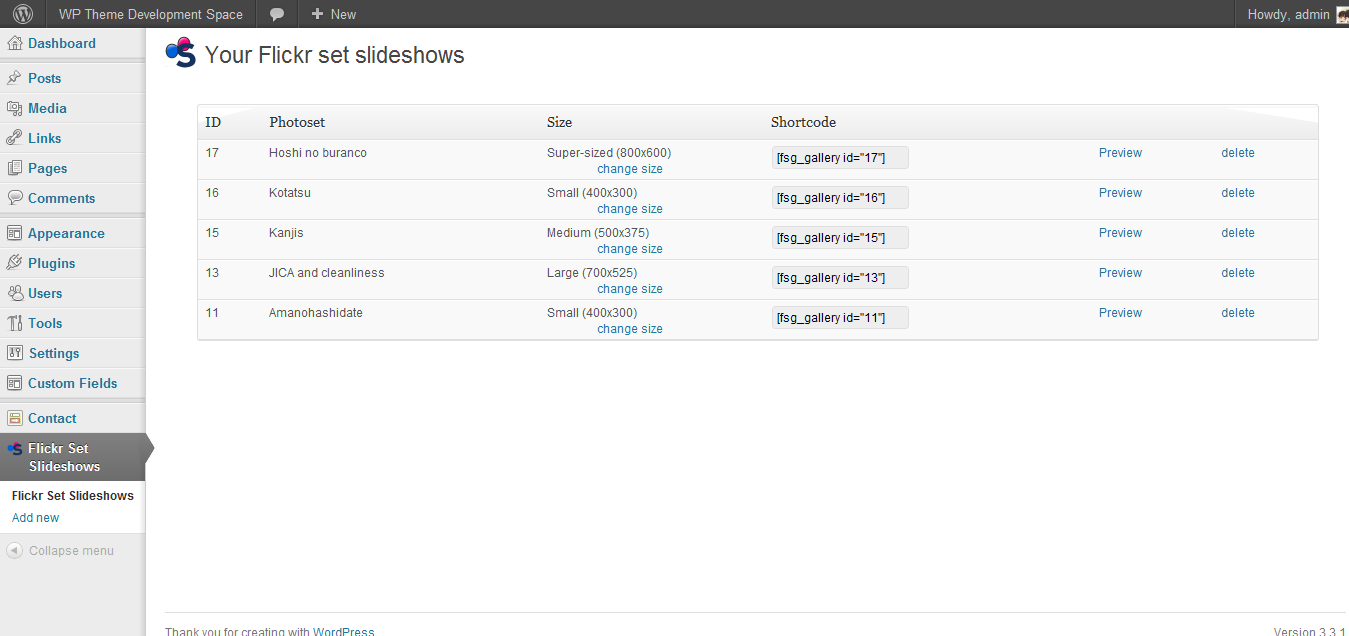 WP Theme Development Space + New Howdy, admin
Dashboard
Posts
Media
Links
Pages
Comments
Appearance
Plugins
Users
Tools
Settings
Custom Fields
Contact
Flickr Set
Slideshows
Flickr Set Slideshows
Add new
Collapse menu
Your Flickr set slideshows
ID Photoset Size Shortcode
17 Hoshi no buranco Super-sized (800x600) [fsg_gallery id="17"] Preview delete
change size
16 Kotatsu Small (400x300) [fsg_gallery id="16"] Preview delete
change size
15 Kanjis Medium (500x375) [fsg_gallery id="15"] Preview delete
change size
13 JICA and cleanliness Large (700x525) [fsg_gallery id="13"] Preview delete
change size
11 Amanohashidate Small (400x300) [fsg_gallery id="11"] Preview delete
change size
Thank you for creating with WordPress Version 3.3.1